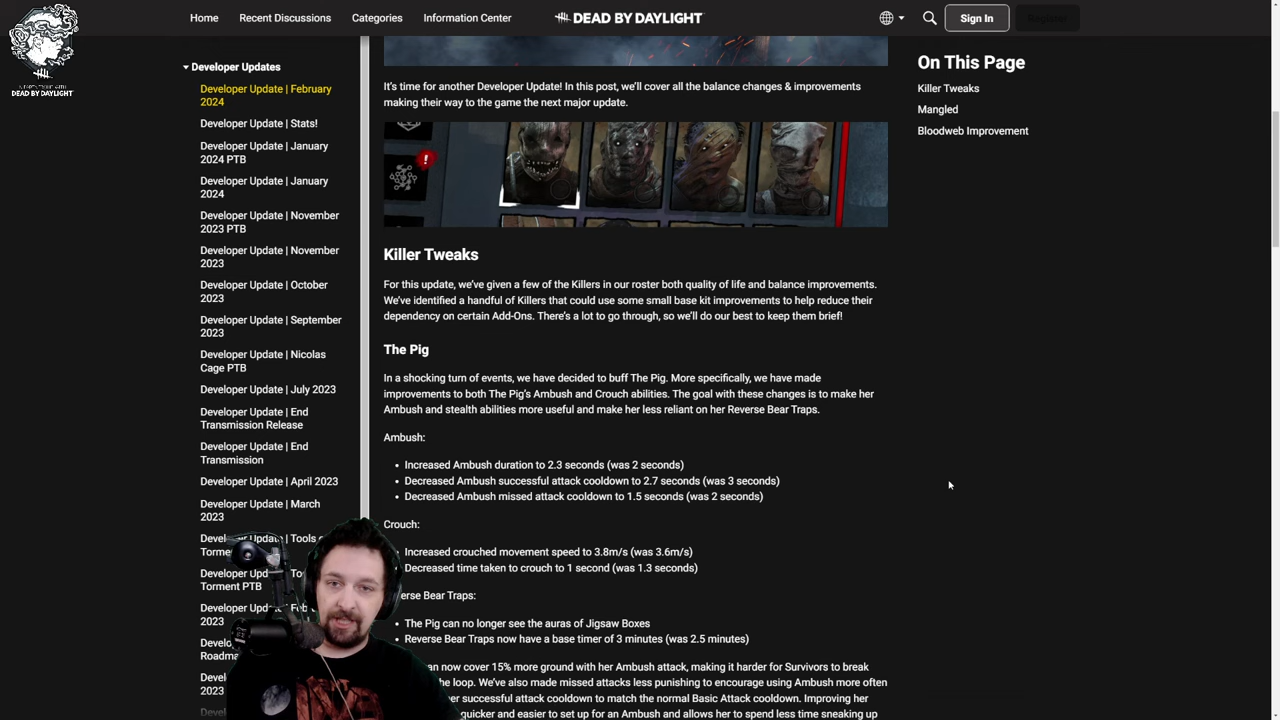 Home
Recent Discussions
Categories
Information Center
DEAD BY DAYLIGHT
Sign In
Register
DEAD BY DAYLIGHT
Developer Updates
Developer Update | February
2024
Developer Update | Stats!
Developer Update | January
2024 PTB
Developer Update | January
2024
Developer Update | November
2023 PTB
Developer Update | November
2023
Developer Update | October
2023
Developer Update | September
2023
Developer Update | Nicolas
Cage PTB
Developer Update | July 2023
Developer Update | End
Transmission Release
Developer Update | End
Transmission
Developer Update | April 2023
Developer Update | March
2023
Update | Tools
Torment PTB
2023
2023
It's time for another Developer Update! In this post, we'll cover all the balance changes & improvements
making their way to the game the next major update.
Killer Tweaks
For this update, we've given a few of the Killers in our roster both quality of life and balance improvements.
We've identified a handful of Killers that could use some small base kit improvements to help reduce their
dependency on certain Add-Ons. There's a lot to go through, so we'll do our best to keep them brief!
The Pig
In a shocking turn of events, we have decided to buff The Pig. More specifically, we have made
improvements to both The Pig's Ambush and Crouch abilities. The goal with these changes is to make her
Ambush and stealth abilities more useful and make her less reliant on her Reverse Bear Traps.
Ambush:
• Increased Ambush duration to 2.3 seconds (was 2 seconds)
• Decreased Ambush successful attack cooldown to 2.7 seconds (was 3 seconds)
• Decreased Ambush missed attack cooldown to 1.5 seconds (was 2 seconds)
Crouch:
Increased crouched movement speed to 3.8m/s (was 3.6m/s)
Decreased time taken to crouch to 1 second (was 1.3 seconds)
Bear Traps:
The Pig can no longer see the auras of Jigsaw Boxes
Reverse Bear Traps now have a base timer of 3 minutes (was 2.5 minutes)
now cover 15% more ground with her Ambush attack, making it harder for Survivors to break
the loop. We've also made missed attacks less punishing to encourage using Ambush more often
successful attack cooldown to match the normal Basic Attack cooldown. Improving her
quicker and easier to set up for an Ambush and allows her to spend less time sneaking up
On This Page
Killer Tweaks
Mangled
Bloodweb Improvement